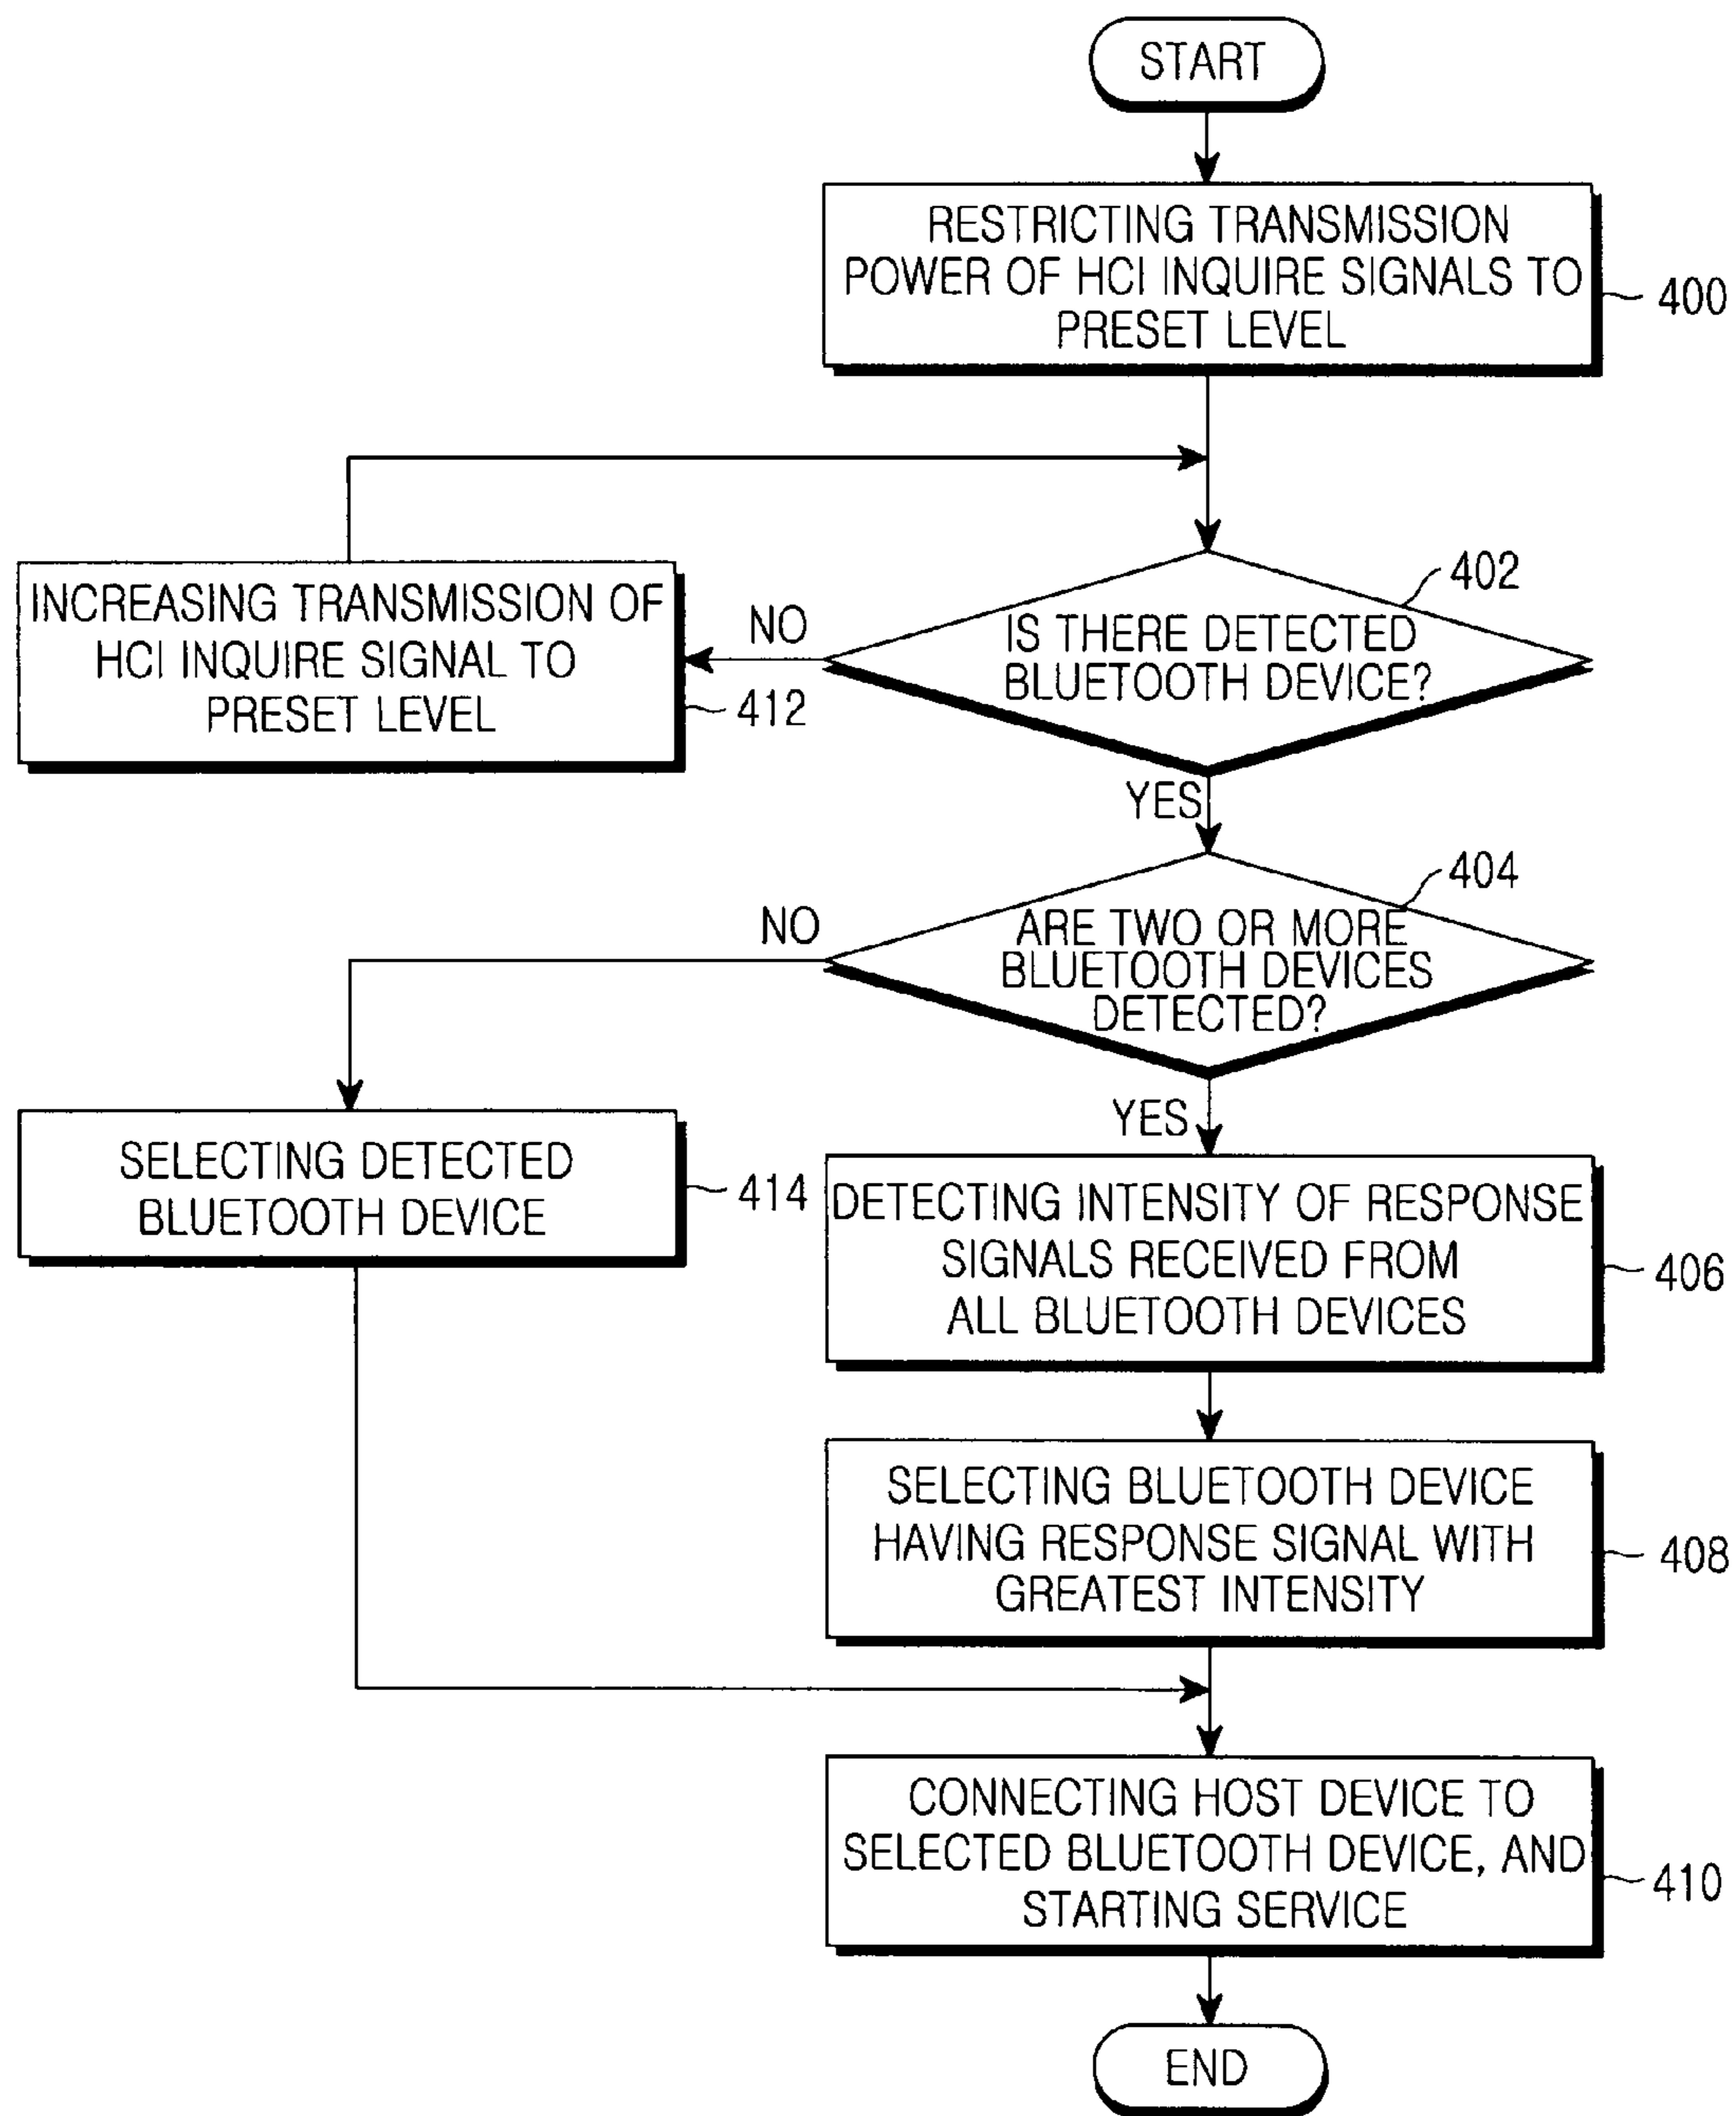 START
RESTRICTING TRANSMISSION
POWER OF HCI INQUIRE SIGNALS TO
PRESET LEVEL
400
INCREASING TRANSMISSION OF
HCI INQUIRE SIGNAL TO
PRESET LEVEL
412
NO
402
IS THERE DETECTED
BLUETOOTH DEVICE?
YES
404
NO
ARE TWO OR MORE
BLUETOOTH DEVICES
DETECTED?
YES
SELECTING DETECTED
BLUETOOTH DEVICE
414
DETECTING INTENSITY OF RESPONSE
SIGNALS RECEIVED FROM
ALL BLUETOOTH DEVICES
406
SELECTING BLUETOOTH DEVICE
HAVING RESPONSE SIGNAL WITH
GREATEST INTENSITY
408
CONNECTING HOST DEVICE TO
SELECTED BLUETOOTH DEVICE, AND
STARTING SERVICE
410
END